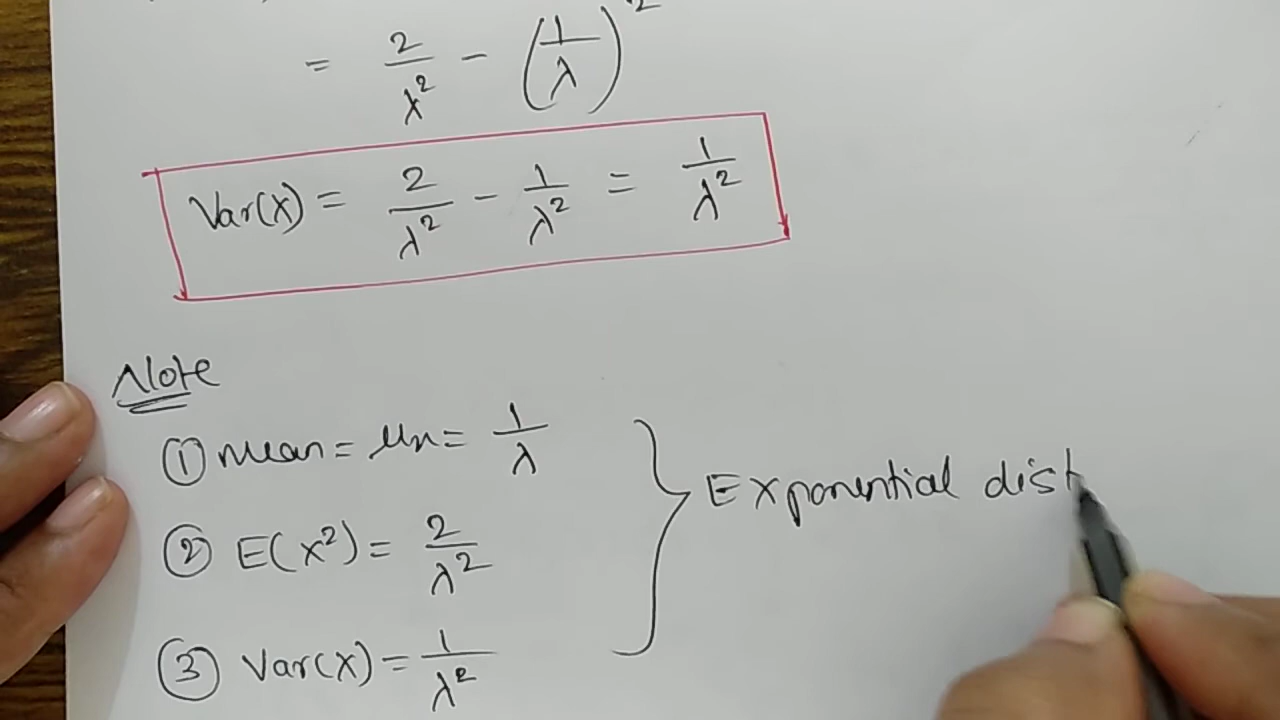 = 2/λ² - (1/λ)²
Var(X) = 2/λ² - 1/λ² = 1/λ²
Note
① mean = μx = 1/λ
② E(X²) = 2/λ²
③ Var(X) = 1/λ²
Exponential dist